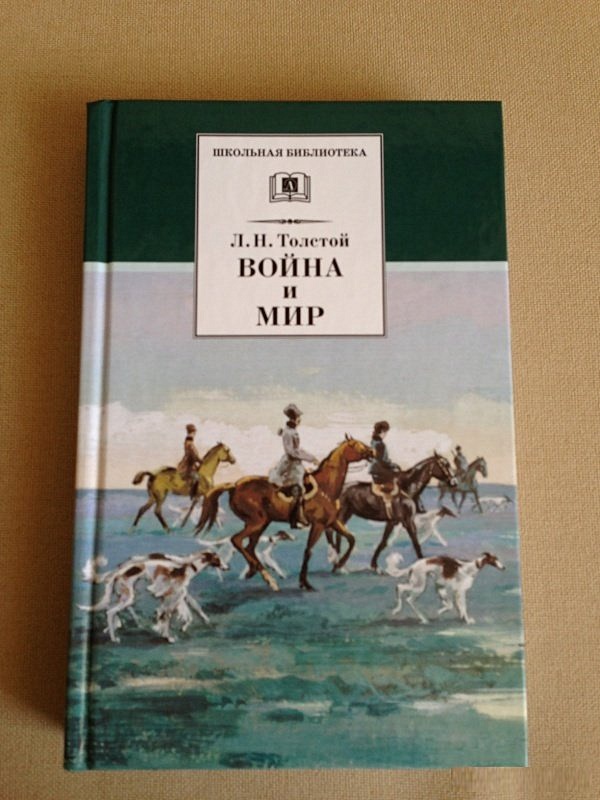 ШКОЛЬНАЯ БИБЛИОТЕКА
Л
Л.Н. Толстой
ВОЙНА
и
МИР